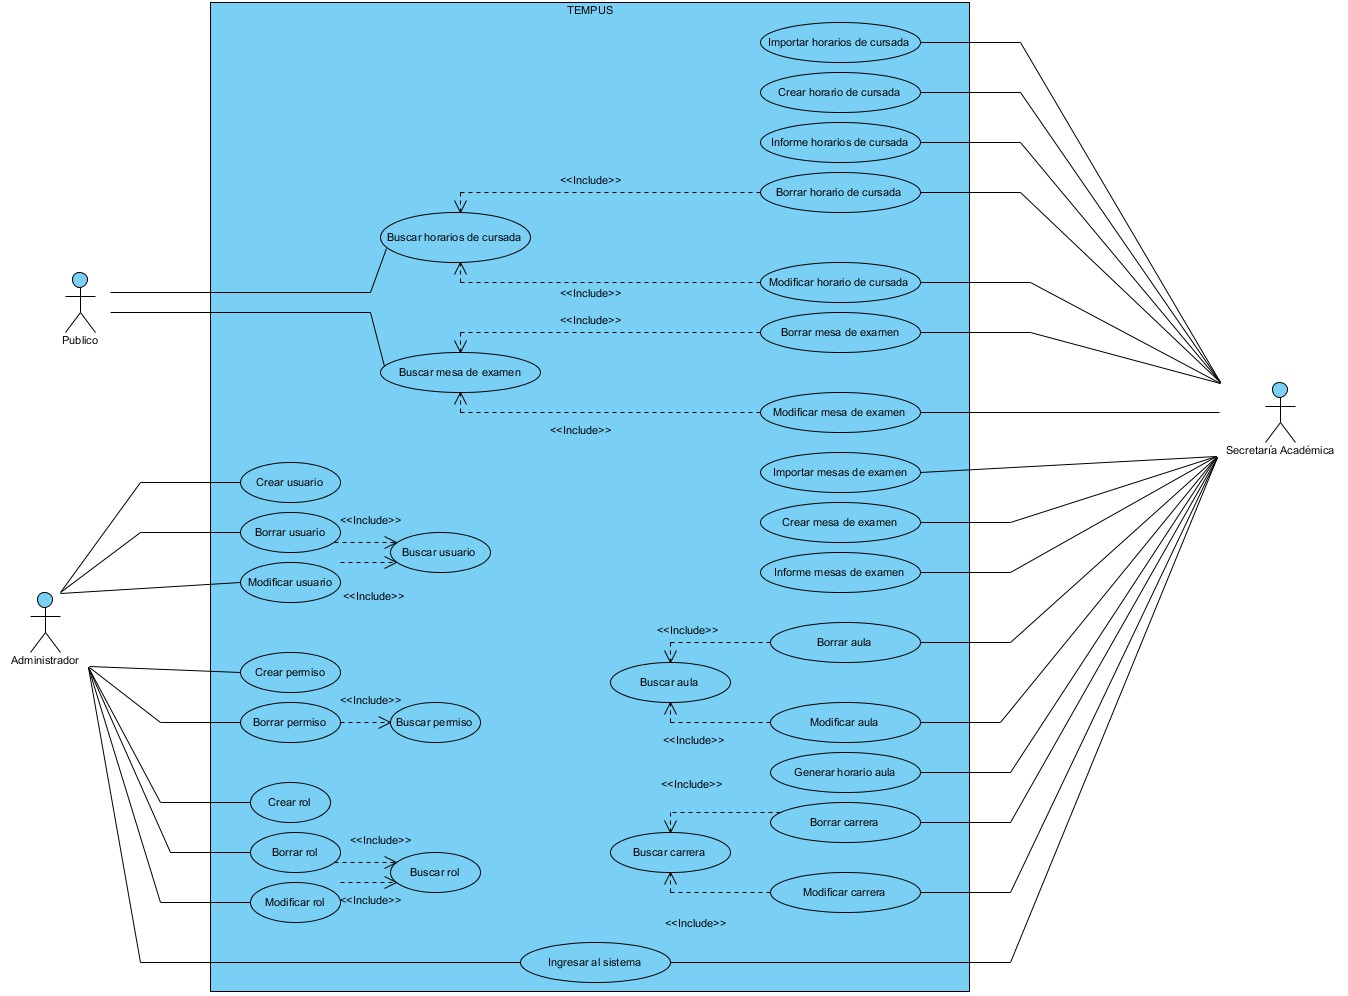 TEMPUS
Importar horarios de cursada
Crear horario de cursada
Informe horarios de cursada
<<Include>>
Borrar horario de cursada
Buscar horarios de cursada
Modificar horario de cursada
<<Include>>
<<Include>>
Borrar mesa de examen
Publico
Buscar mesa de examen
Modificar mesa de examen
<<Include>>
Secretaría Académica
Importar mesas de examen
Crear usuario
<<Include>>
Crear mesa de examen
Borrar usuario
Buscar usuario
Informe mesas de examen
Modificar usuario
<<Include>>
<<Include>>
Borrar aula
Administrador
Crear permiso
Buscar aula
<<Include>>
Borrar permiso
Buscar permiso
Modificar aula
<<Include>>
Generar horario aula
<<Include>>
Crear rol
Borrar carrera
<<Include>>
Borrar rol
Buscar carrera
Buscar rol
Modificar carrera
Modificar rol
<<Include>>
<<Include>>
Ingresar al sistema